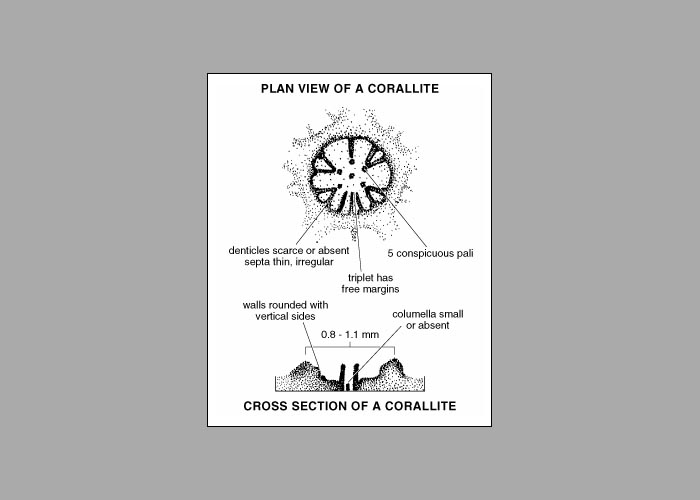 PLAN VIEW OF A CORALLITE
denticles scarce or absent
septa thin, irregular
5 conspicuous pali
triplet has
free margins
walls rounded with
vertical sides
columella small
or absent
0.8 - 1.1 mm
CROSS SECTION OF A CORALLITE